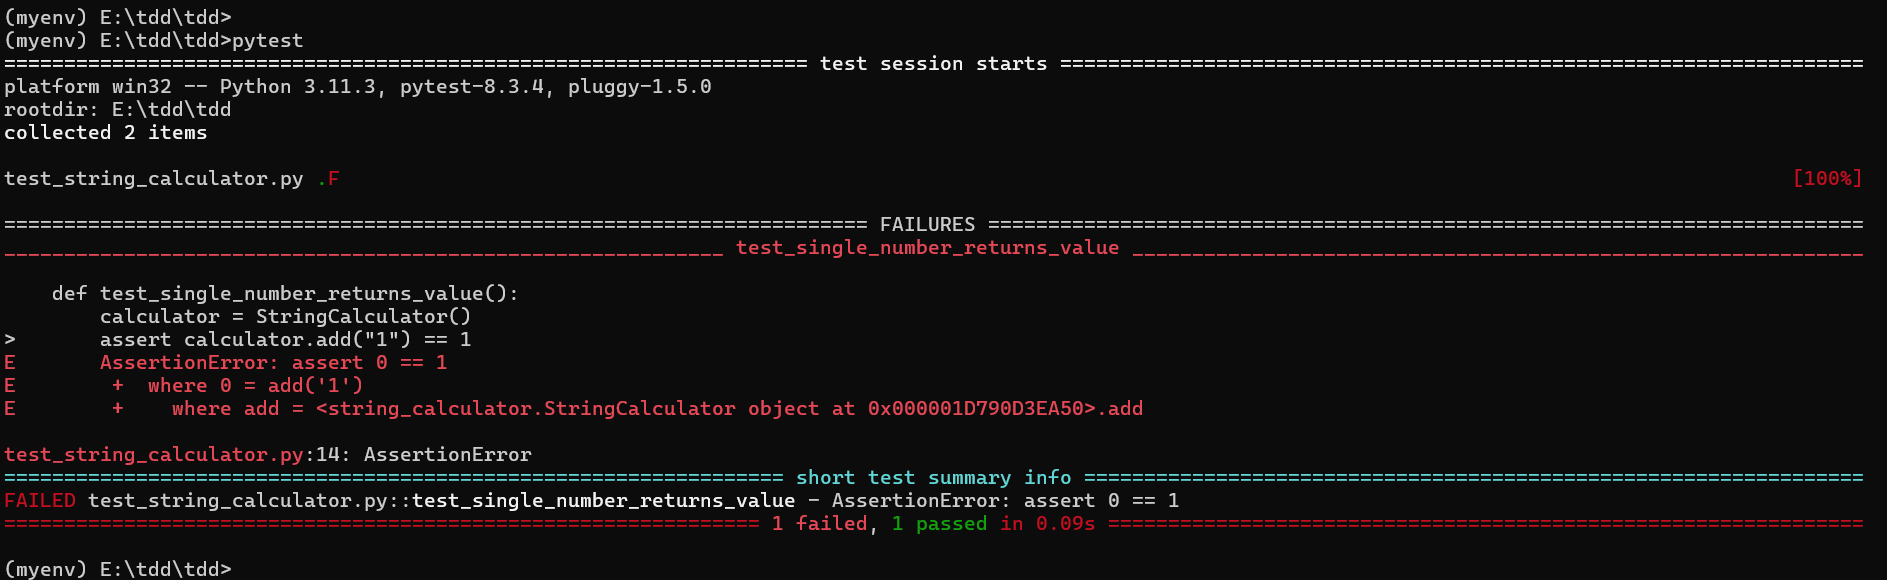 (myenv) E:\tdd\tdd>
(myenv) E:\tdd\tdd>pytest
=================================================================== test session starts ===================================================================
platform win32 -- Python 3.11.3, pytest-8.3.4, pluggy-1.5.0
rootdir: E:\tdd\tdd
collected 2 items
test_string_calculator.py .F [100%]
======================================================================== FAILURES =========================================================================
____________________________________________________________ test_single_number_returns_value _____________________________________________________________
    def test_single_number_returns_value():
        calculator = StringCalculator()
>       assert calculator.add("1") == 1
E       AssertionError: assert 0 == 1
E        +  where 0 = add('1')
E        +    where add = <string_calculator.StringCalculator object at 0x000001D790D3EA50>.add
test_string_calculator.py:14: AssertionError
================================================================= short test summary info =================================================================
FAILED test_string_calculator.py::test_single_number_returns_value - AssertionError: assert 0 == 1
=============================================================== 1 failed, 1 passed in 0.09s ===============================================================
(myenv) E:\tdd\tdd>